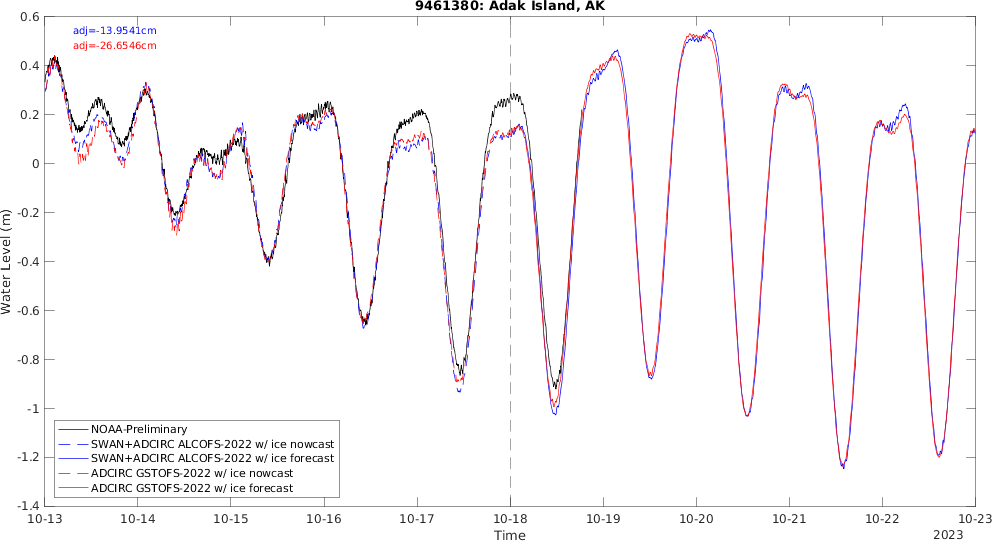 9461380: Adak Island, AK
adj=-13.9541cm
adj=-26.6546cm
0.6
0.4
0.2
0
-0.2
-0.4
-0.6
-0.8
-1
-1.2
-1.4
Water Level (m)
NOAA-Preliminary
SWAN+ADCIRC ALCOFS-2022 w/ ice nowcast
SWAN+ADCIRC ALCOFS-2022 w/ ice forecast
ADCIRC GSTOFS-2022 w/ ice nowcast
ADCIRC GSTOFS-2022 w/ ice forecast
10-13 10-14 10-15 10-16 10-17 10-18 10-19 10-20 10-21 10-22 10-23
Time
2023